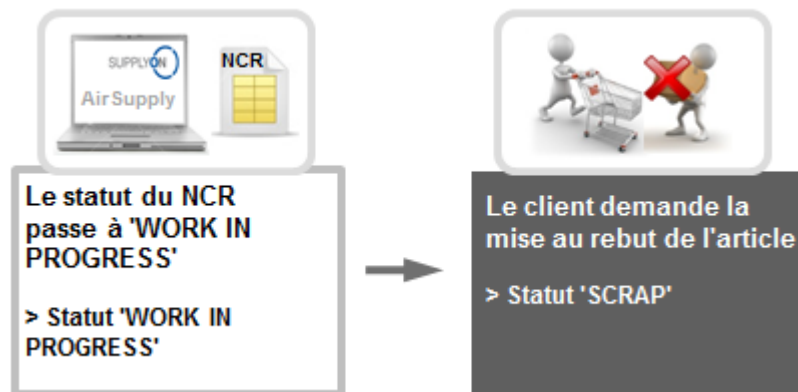 SUPPLYON
AirSupply
NCR
Le statut du NCR
passe à 'WORK IN
PROGRESS'
> Statut 'WORK IN
PROGRESS'
Le client demande la
mise au rebut de l'article
> Statut 'SCRAP'